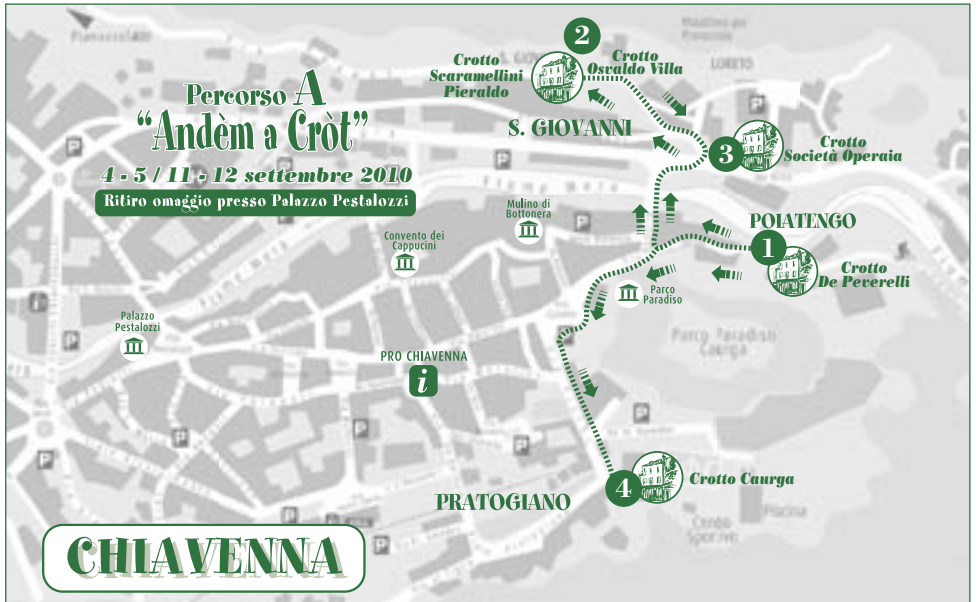 Percorso A
"Andèm a Cròt"
4 - 5 / 11 - 12 settembre 2010
Ritiro omaggio presso Palazzo Pestalozzi
2
Crotto
Scaramellini
Pieraldo
Crotto
Osvaldo Villa
LORETO
S. GIOVANNI
3
Crotto
Società Operaia
P
P
P
P
P
P
P
P
P
P
P
P
POIATENGO
1
Crotto
De Peverelli
Mulino di
Bottonera
Convento dei
Cappucini
Parco
Paradiso
Palazzo
Pestalozzi
i
Parco Paradiso
Caurga
PRO CHIAVENNA
i
PRATOGIANO
4
Crotto Caurga
Centro
Sportivo
Piscina
CHIAVENNA